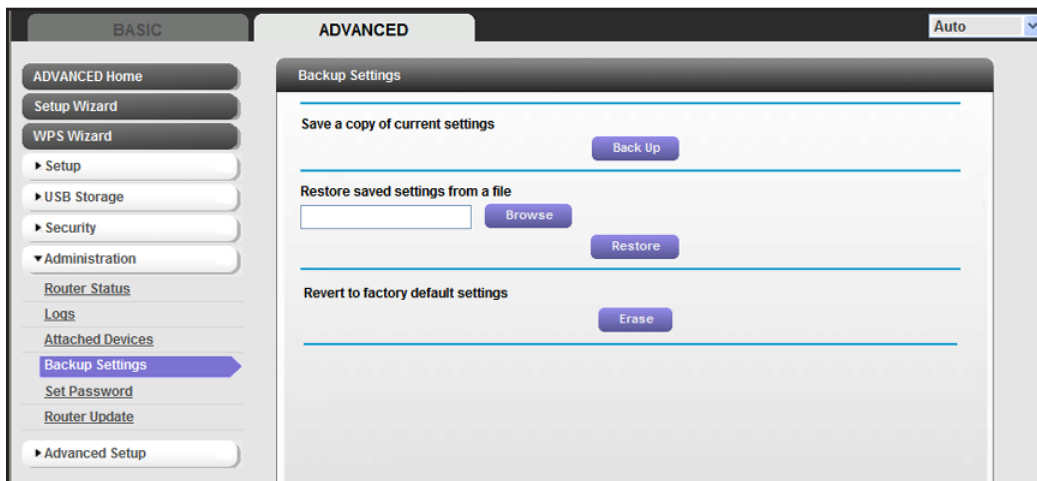 BASIC
ADVANCED
Auto
ADVANCED Home
Setup Wizard
WPS Wizard
Setup
USB Storage
Security
Administration
Router Status
Logs
Attached Devices
Backup Settings
Set Password
Router Update
Advanced Setup
Backup Settings
Save a copy of current settings
Back Up
Restore saved settings from a file
Browse
Restore
Revert to factory default settings
Erase